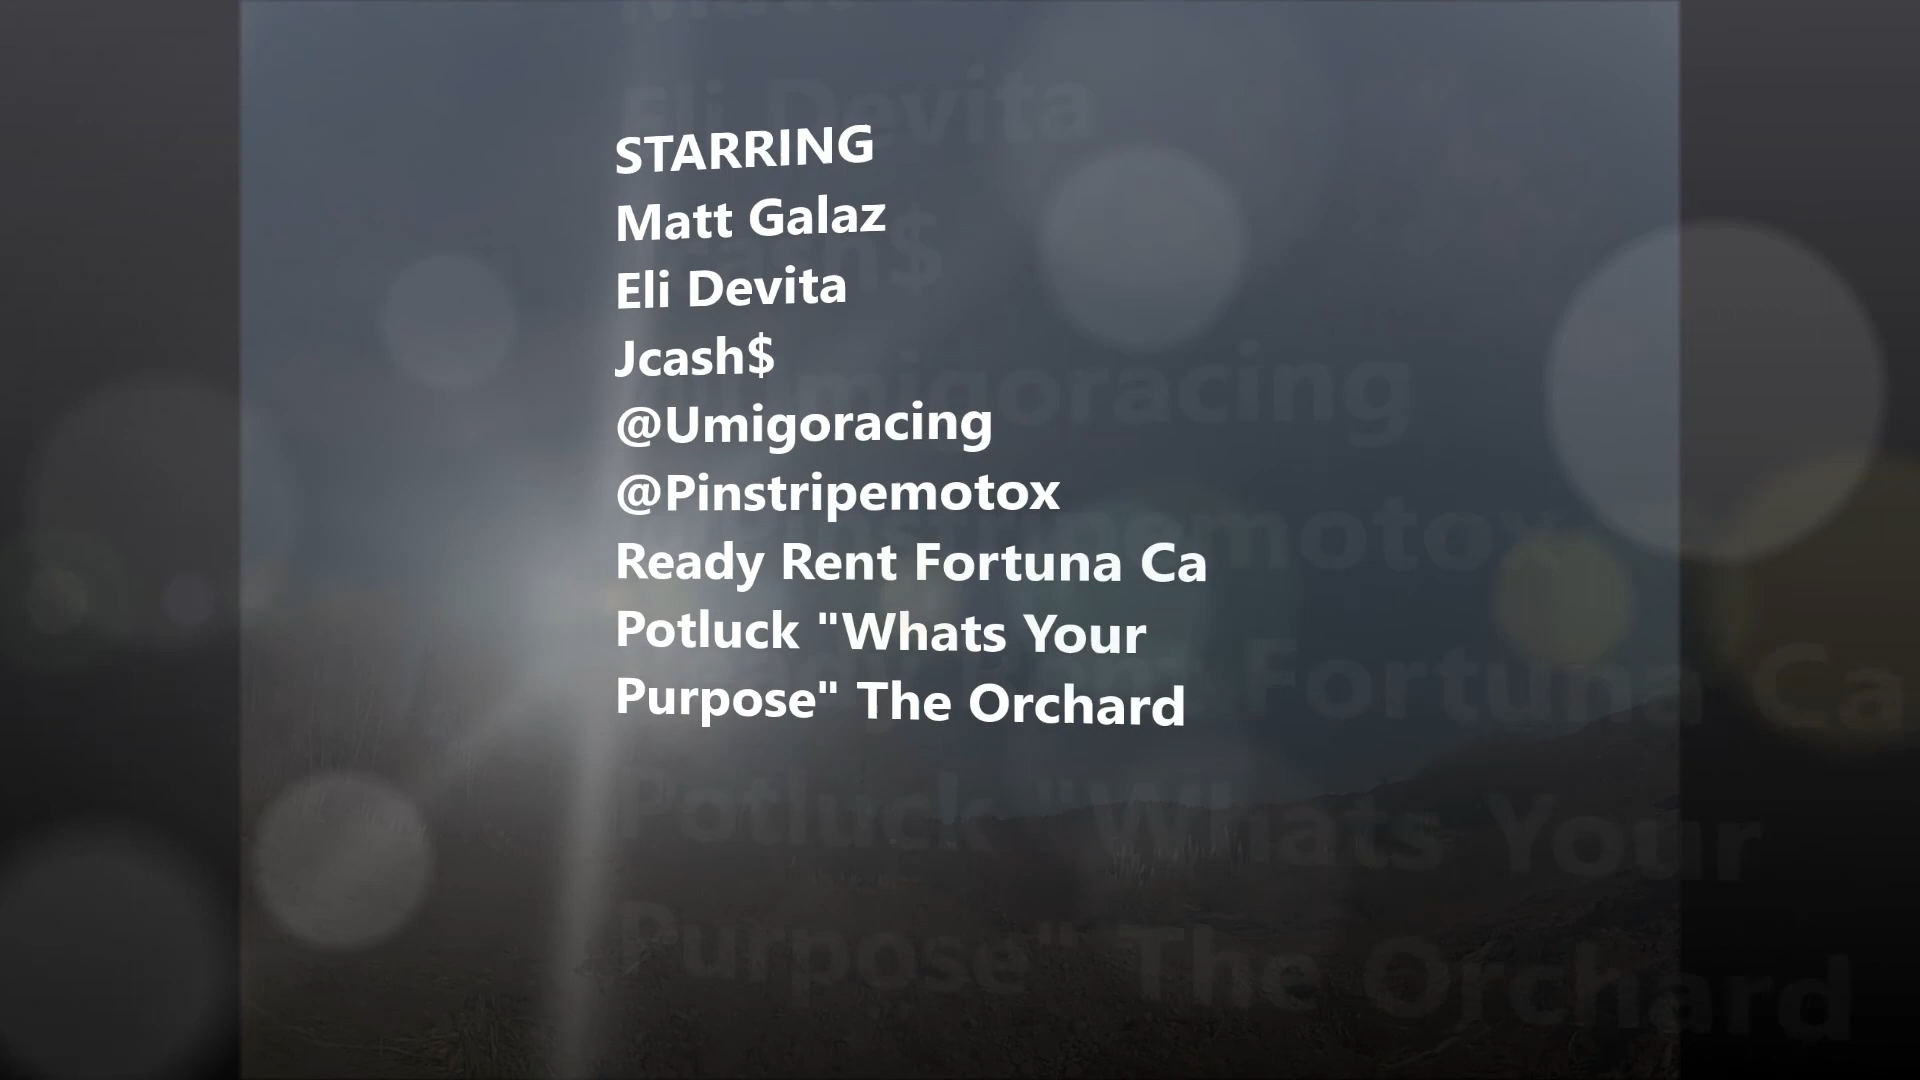 STARRING
Matt Galaz
Eli Devita
Jcash$
@Umigoracing
@Pinstripemotox
Ready Rent Fortuna Ca
Potluck "Whats Your
Purpose" The Orchard